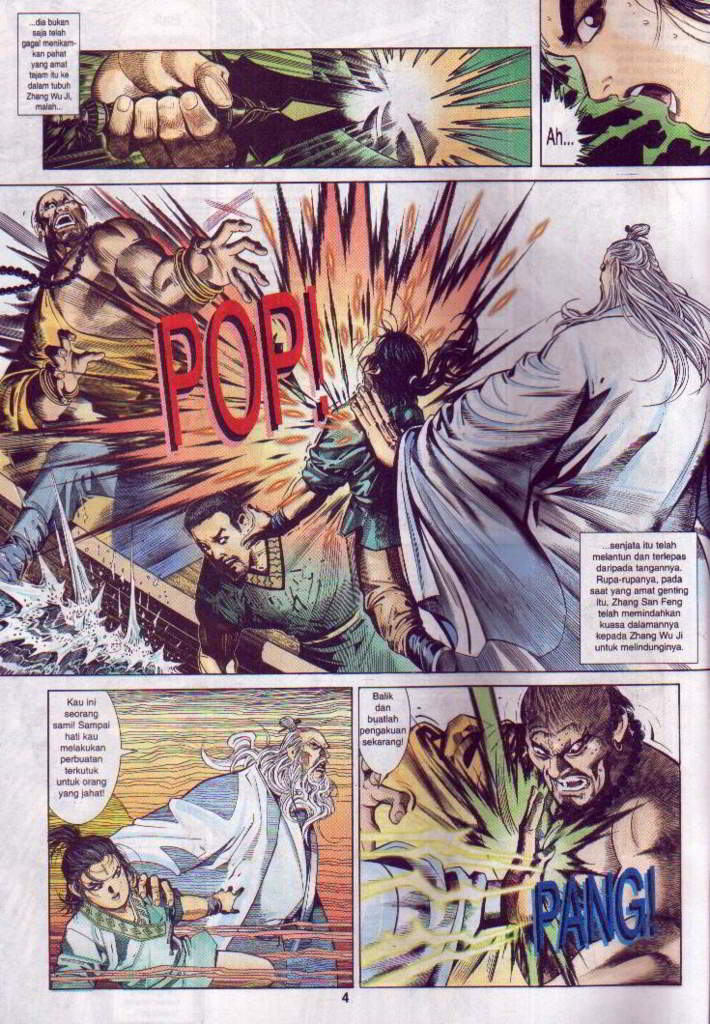 ...dia bukan
saja telah
gagal menikam-
kan pahat
yang amat
tajam itu ke
dalam tubuh
Zhang Wu Ji,
malah...
Ah...
POP!
...senjata itu telah
melantun dan terlepas
daripada tangannya.
Rupa-rupanya, pada
saat yang amat genting
itu, Zhang San Feng
telah memindahkan
kuasa dalamannya
kepada Zhang Wu Ji
untuk melindunginya.
Kau ini
seorang
sami! Sampai
hati kau
melakukan
perbuatan
terkutuk
untuk orang
yang jahat!
Balik
dan
buatlah
pengakuan
sekarang!
PANG!
4